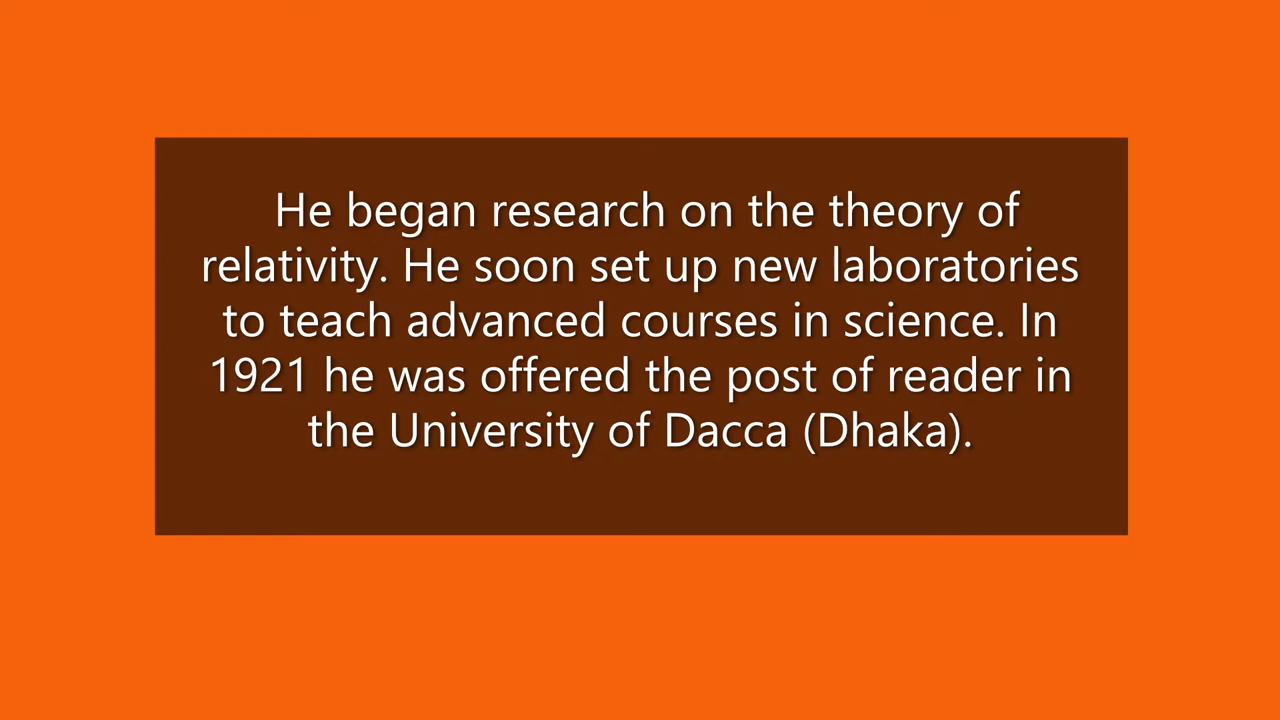 He began research on the theory of
relativity. He soon set up new laboratories
to teach advanced courses in science. In
1921 he was offered the post of reader in
the University of Dacca (Dhaka).